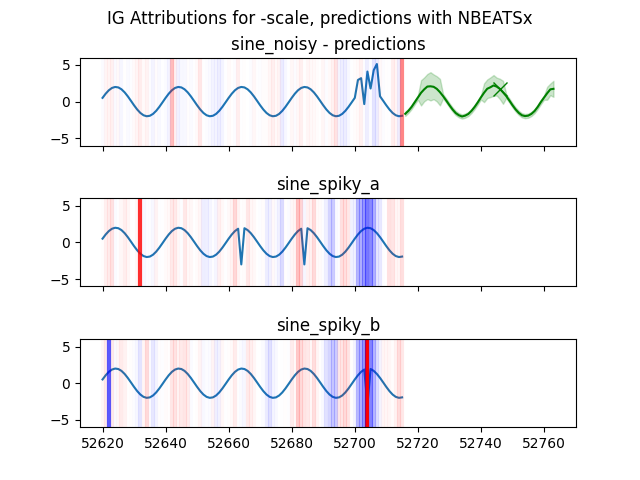 IG Attributions for -scale, predictions with NBEATSx
sine_noisy - predictions
5
0
−5
sine_spiky_a
5
0
−5
sine_spiky_b
5
0
−5
52620 52640 52660 52680 52700 52720 52740 52760